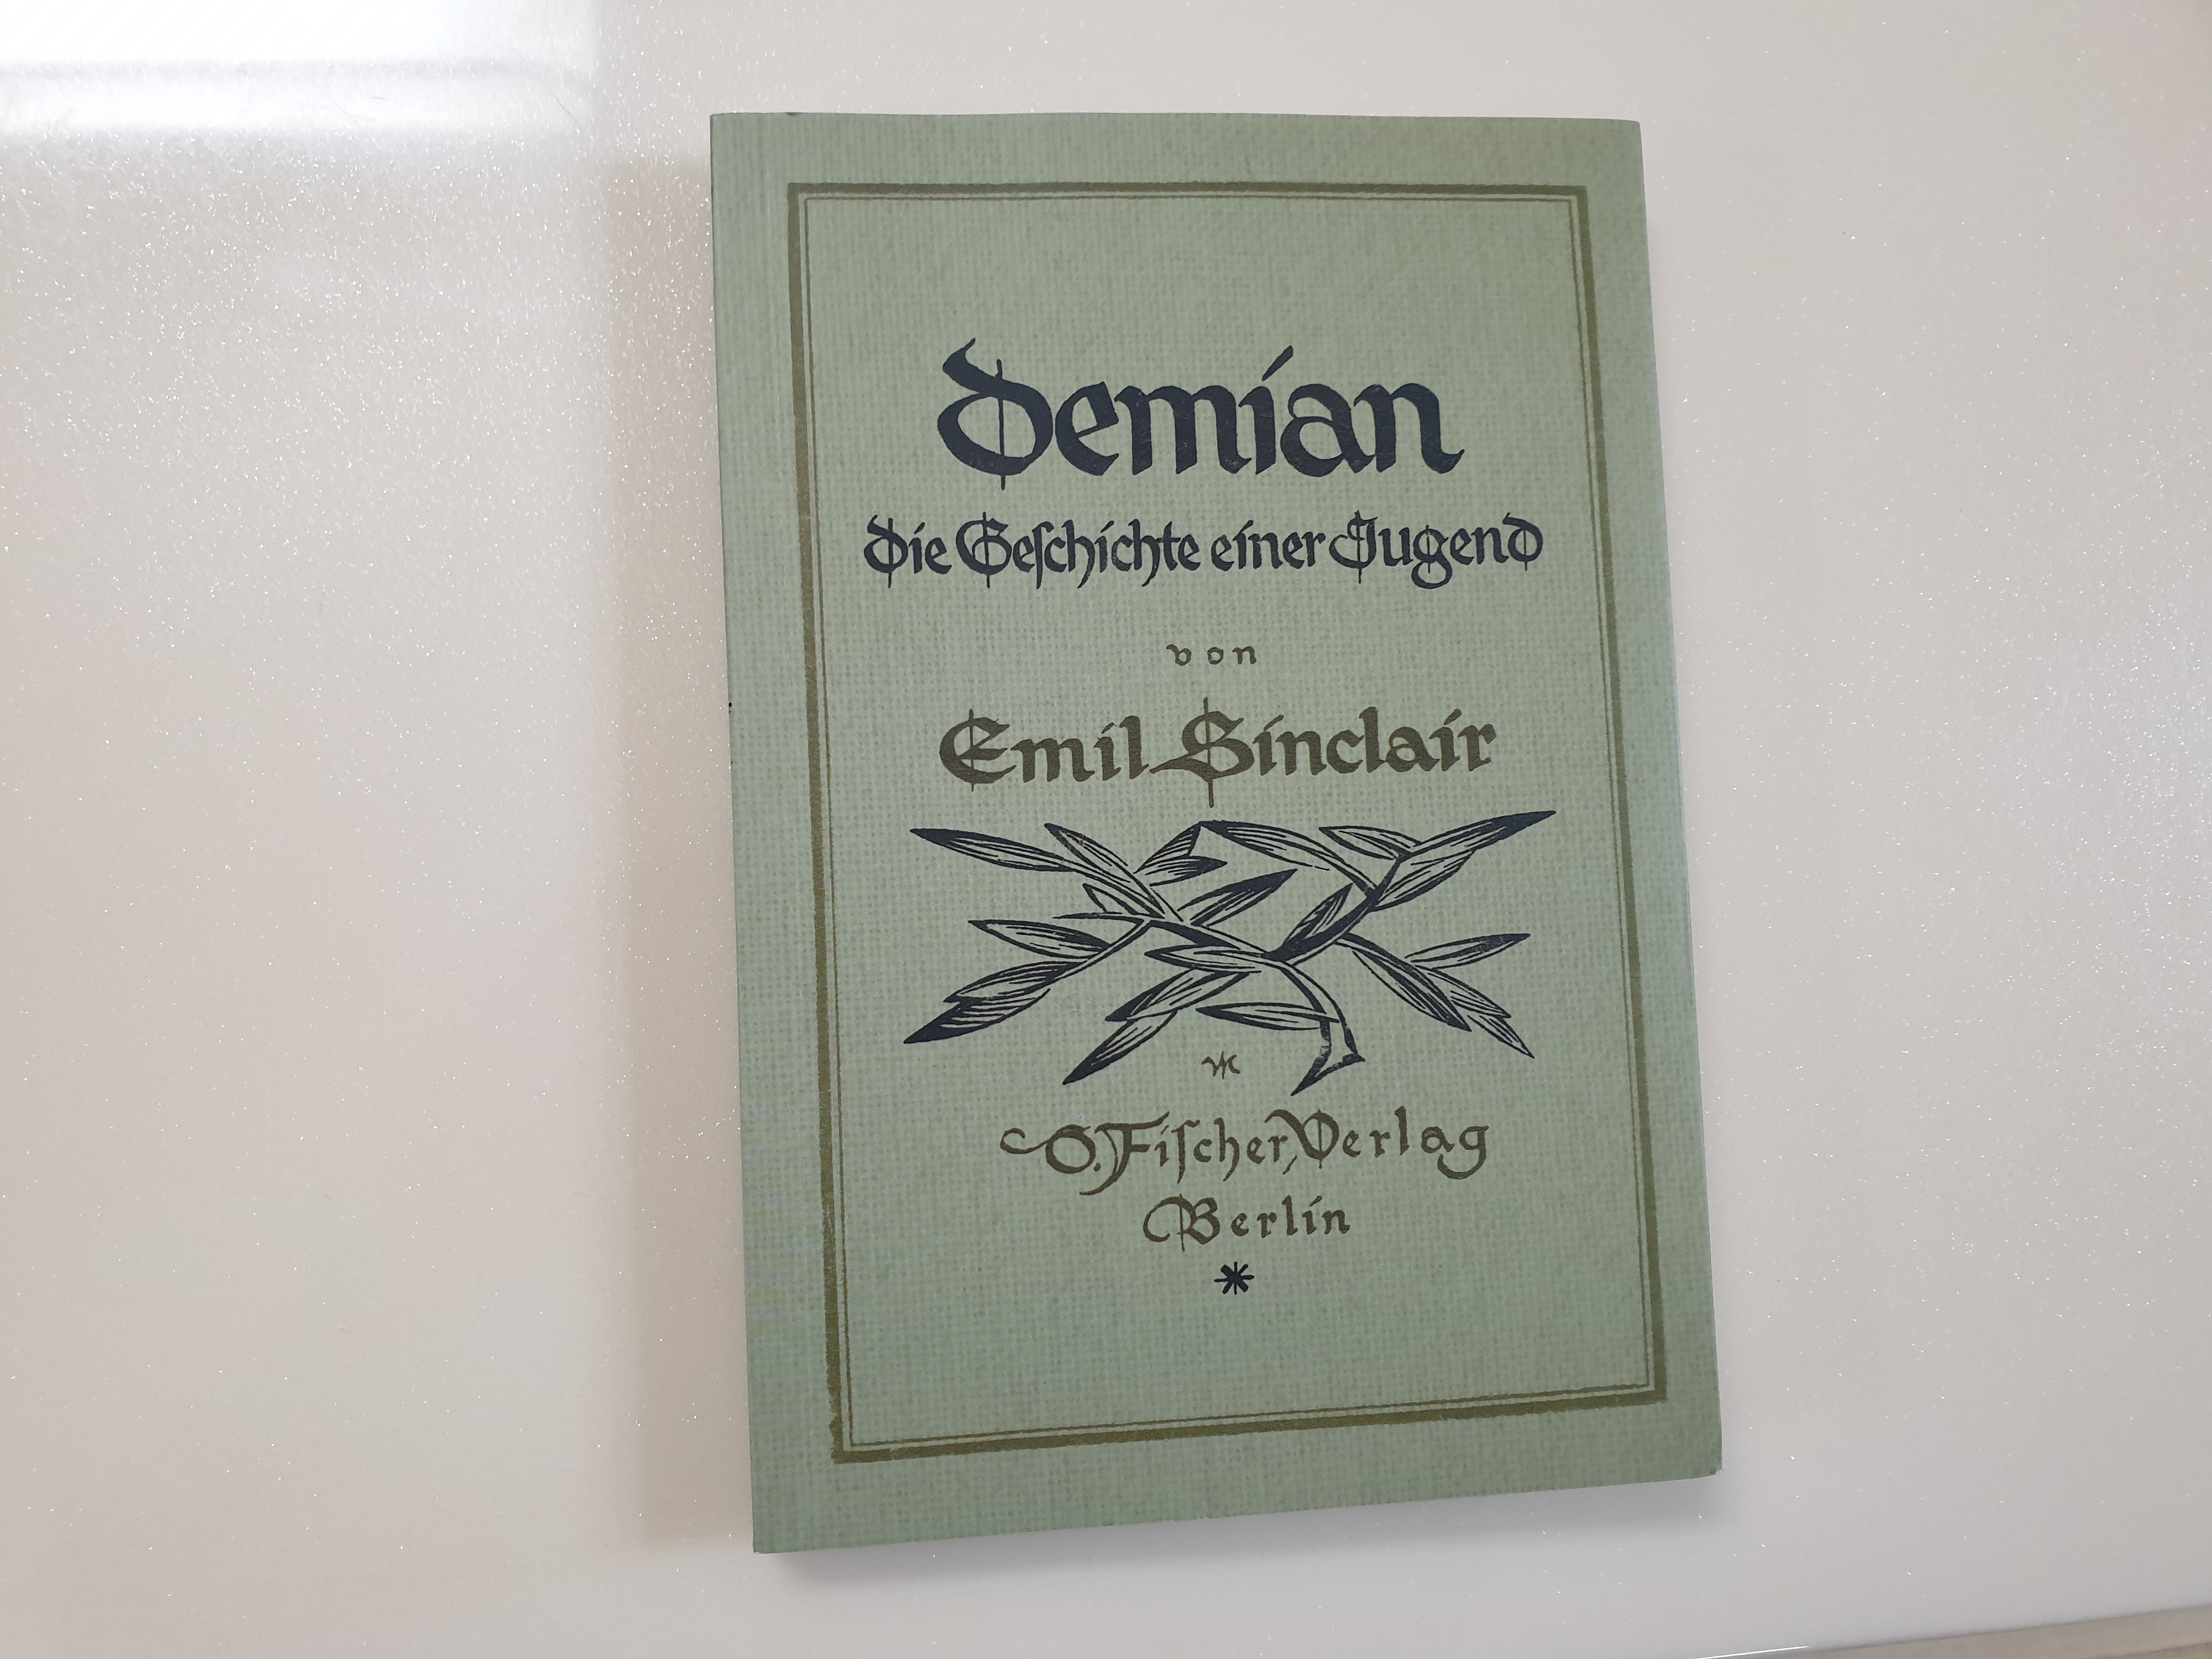 Demian
Die Geſchichte einer Jugend
von
Emil Sinclair
S. Fiſcher, Verlag
Berlin
*